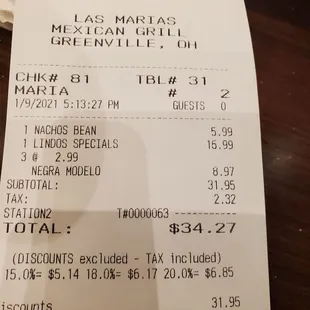 LAS MARIAS
MEXICAN GRILL
GREENVILLE, OH
CHK# 81 TBL# 31
MARIA # 2
1/9/2021 5:13:27 PM GUESTS 0
1 NACHOS BEAN 5.99
1 LINDOS SPECIALS 16.99
3 @ 2.99
NEGRA MODELO 8.97
SUBTOTAL: 31.95
TAX: 2.32
STATION2 T#0000063 -----------
TOTAL: $34.27
(DISCOUNTS excluded - TAX included)
15.0%= $5.14 18.0%= $6.17 20.0%= $6.85
iscounts 31.95